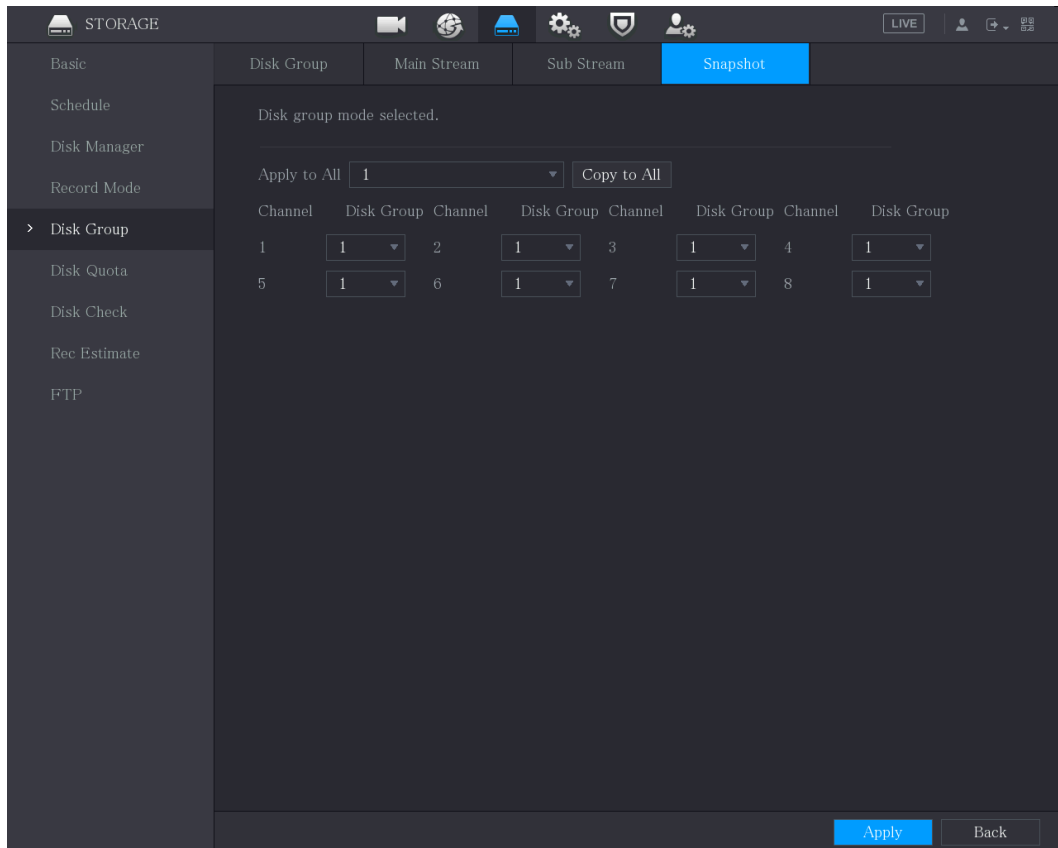 STORAGE LIVE
Basic
Schedule
Disk Manager
Record Mode
Disk Group
Disk Quota
Disk Check
Rec Estimate
FTP
Disk Group Main Stream Sub Stream Snapshot
Disk group mode selected.
Apply to All 1 Copy to All
Channel Disk Group Channel Disk Group Channel Disk Group Channel Disk Group
1 1 2 1 3 1 4 1
5 1 6 1 7 1 8 1
Apply Back